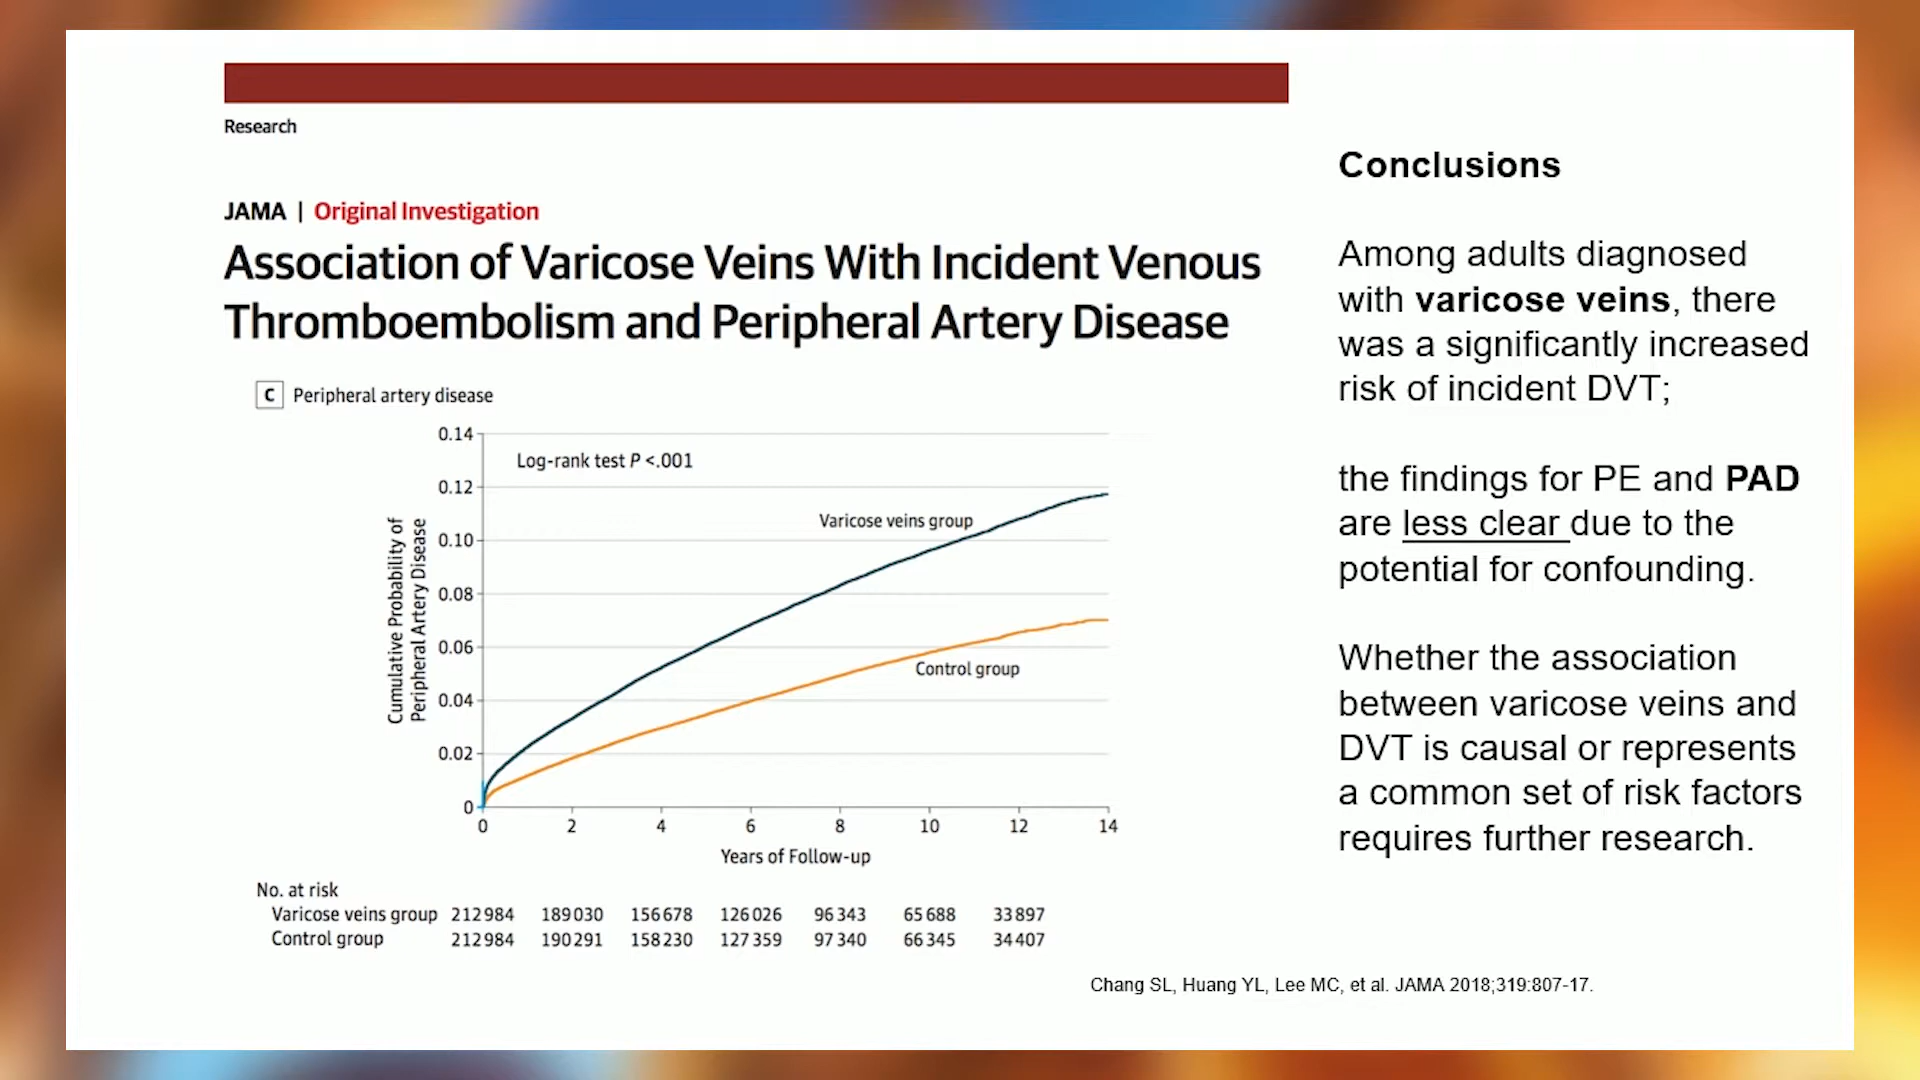 Research
JAMA | Original Investigation
Association of Varicose Veins With Incident Venous
Thromboembolism and Peripheral Artery Disease
C Peripheral artery disease
Cumulative Probability of
Peripheral Artery Disease
0.14
0.12
0.10
0.08
0.06
0.04
0.02
0
Log-rank test P <.001
Varicose veins group
Control group
0 2 4 6 8 10 12 14
Years of Follow-up
No. at risk
Varicose veins group 212984 189030 156678 126026 96343 65688 33897
Control group 212984 190291 158230 127359 97340 66345 34407
Conclusions
Among adults diagnosed
with varicose veins, there
was a significantly increased
risk of incident DVT;
the findings for PE and PAD
are less clear due to the
potential for confounding.
Whether the association
between varicose veins and
DVT is causal or represents
a common set of risk factors
requires further research.
Chang SL, Huang YL, Lee MC, et al. JAMA 2018;319:807-17.